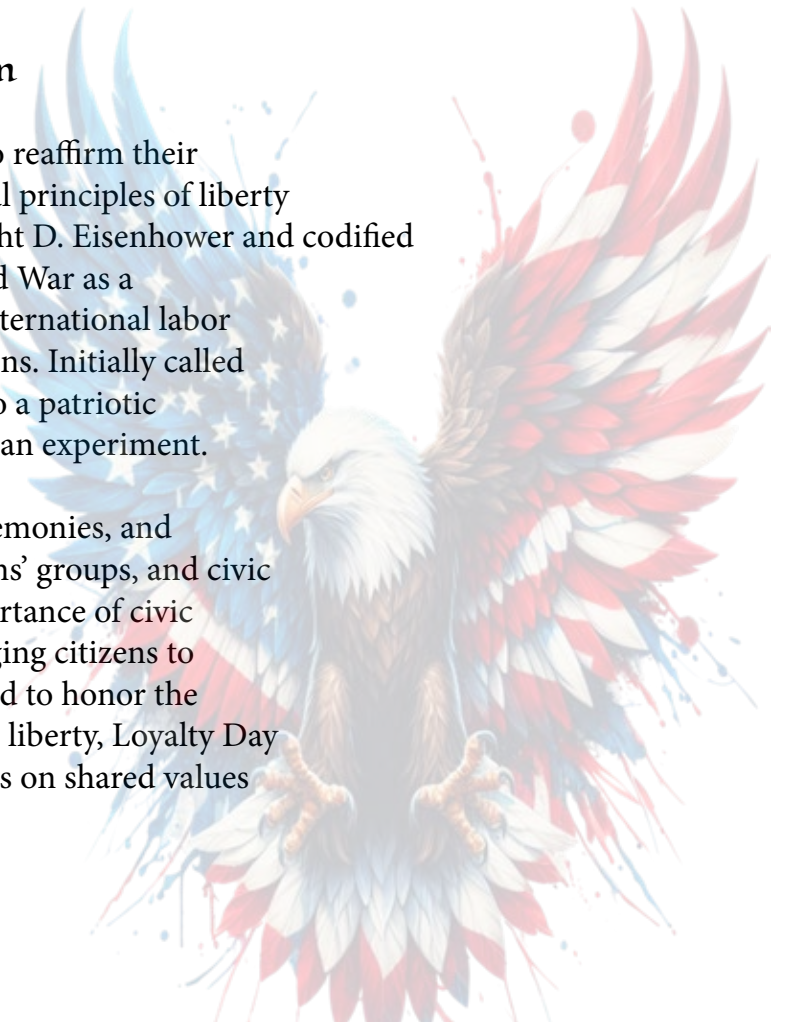 n
o reaffirm their
l principles of liberty
ht D. Eisenhower and codified
d War as a
ternational labor
ns. Initially called
o a patriotic
an experiment.
emonies, and
ns’ groups, and civic
rtance of civic
ging citizens to
d to honor the
liberty, Loyalty Day
s on shared values